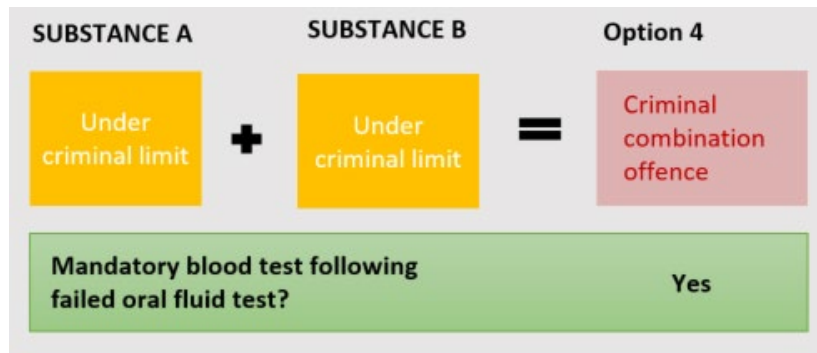 SUBSTANCE A
SUBSTANCE B
Option 4
Under
criminal limit
+
Under
criminal limit
=
Criminal
combination
offence
Mandatory blood test following
failed oral fluid test?
Yes